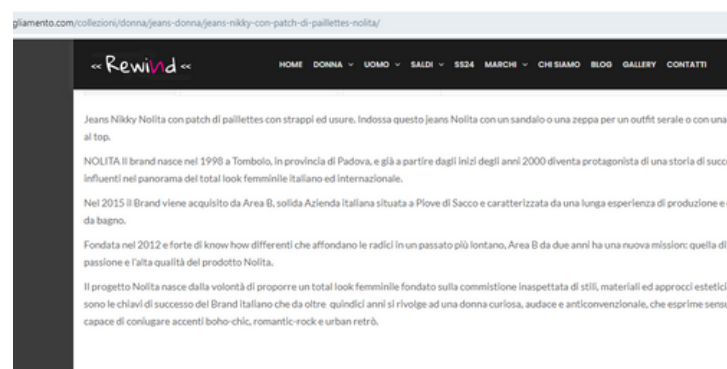 gliamento.com/collezioni/donna/jeans-donna/jeans-nikky-con-patch-di-paillettes-nolita/
« Rewind «
HOME DONNA UOMO SALDI SS24 MARCHI CHI SIAMO BLOG GALLERY CONTATTI
Jeans Nikky Nolita con patch di paillettes con strappi ed usure. Indossa questo jeans Nolita con un sandalo o una zeppa per un outfit serale o con una
al top.
NOLITA Il brand nasce nel 1998 a Tombolo, in provincia di Padova, e già a partire dagli inizi degli anni 2000 diventa protagonista di una storia di succ
influenti nel panorama del total look femminile italiano ed internazionale.
Nel 2015 il Brand viene acquisito da Area B, solida Azienda italiana situata a Piove di Sacco e caratterizzata da una lunga esperienza di produzione e
da bagno.
Fondata nel 2012 e forte di know how differenti che affondano le radici in un passato più lontano, Area B da due anni ha una nuova mission: quella di
passione e l'alta qualità del prodotto Nolita.
Il progetto Nolita nasce dalla volontà di proporre un total look femminile fondato sulla commistione inaspettata di stili, materiali ed approcci estetici
sono le chiavi di successo del Brand Italiano che da oltre quindici anni si rivolge ad una donna curiosa, audace e anticonvenzionale, che esprime sens
capace di coniugare accenti boho-chic, romantic-rock e urban retrò.